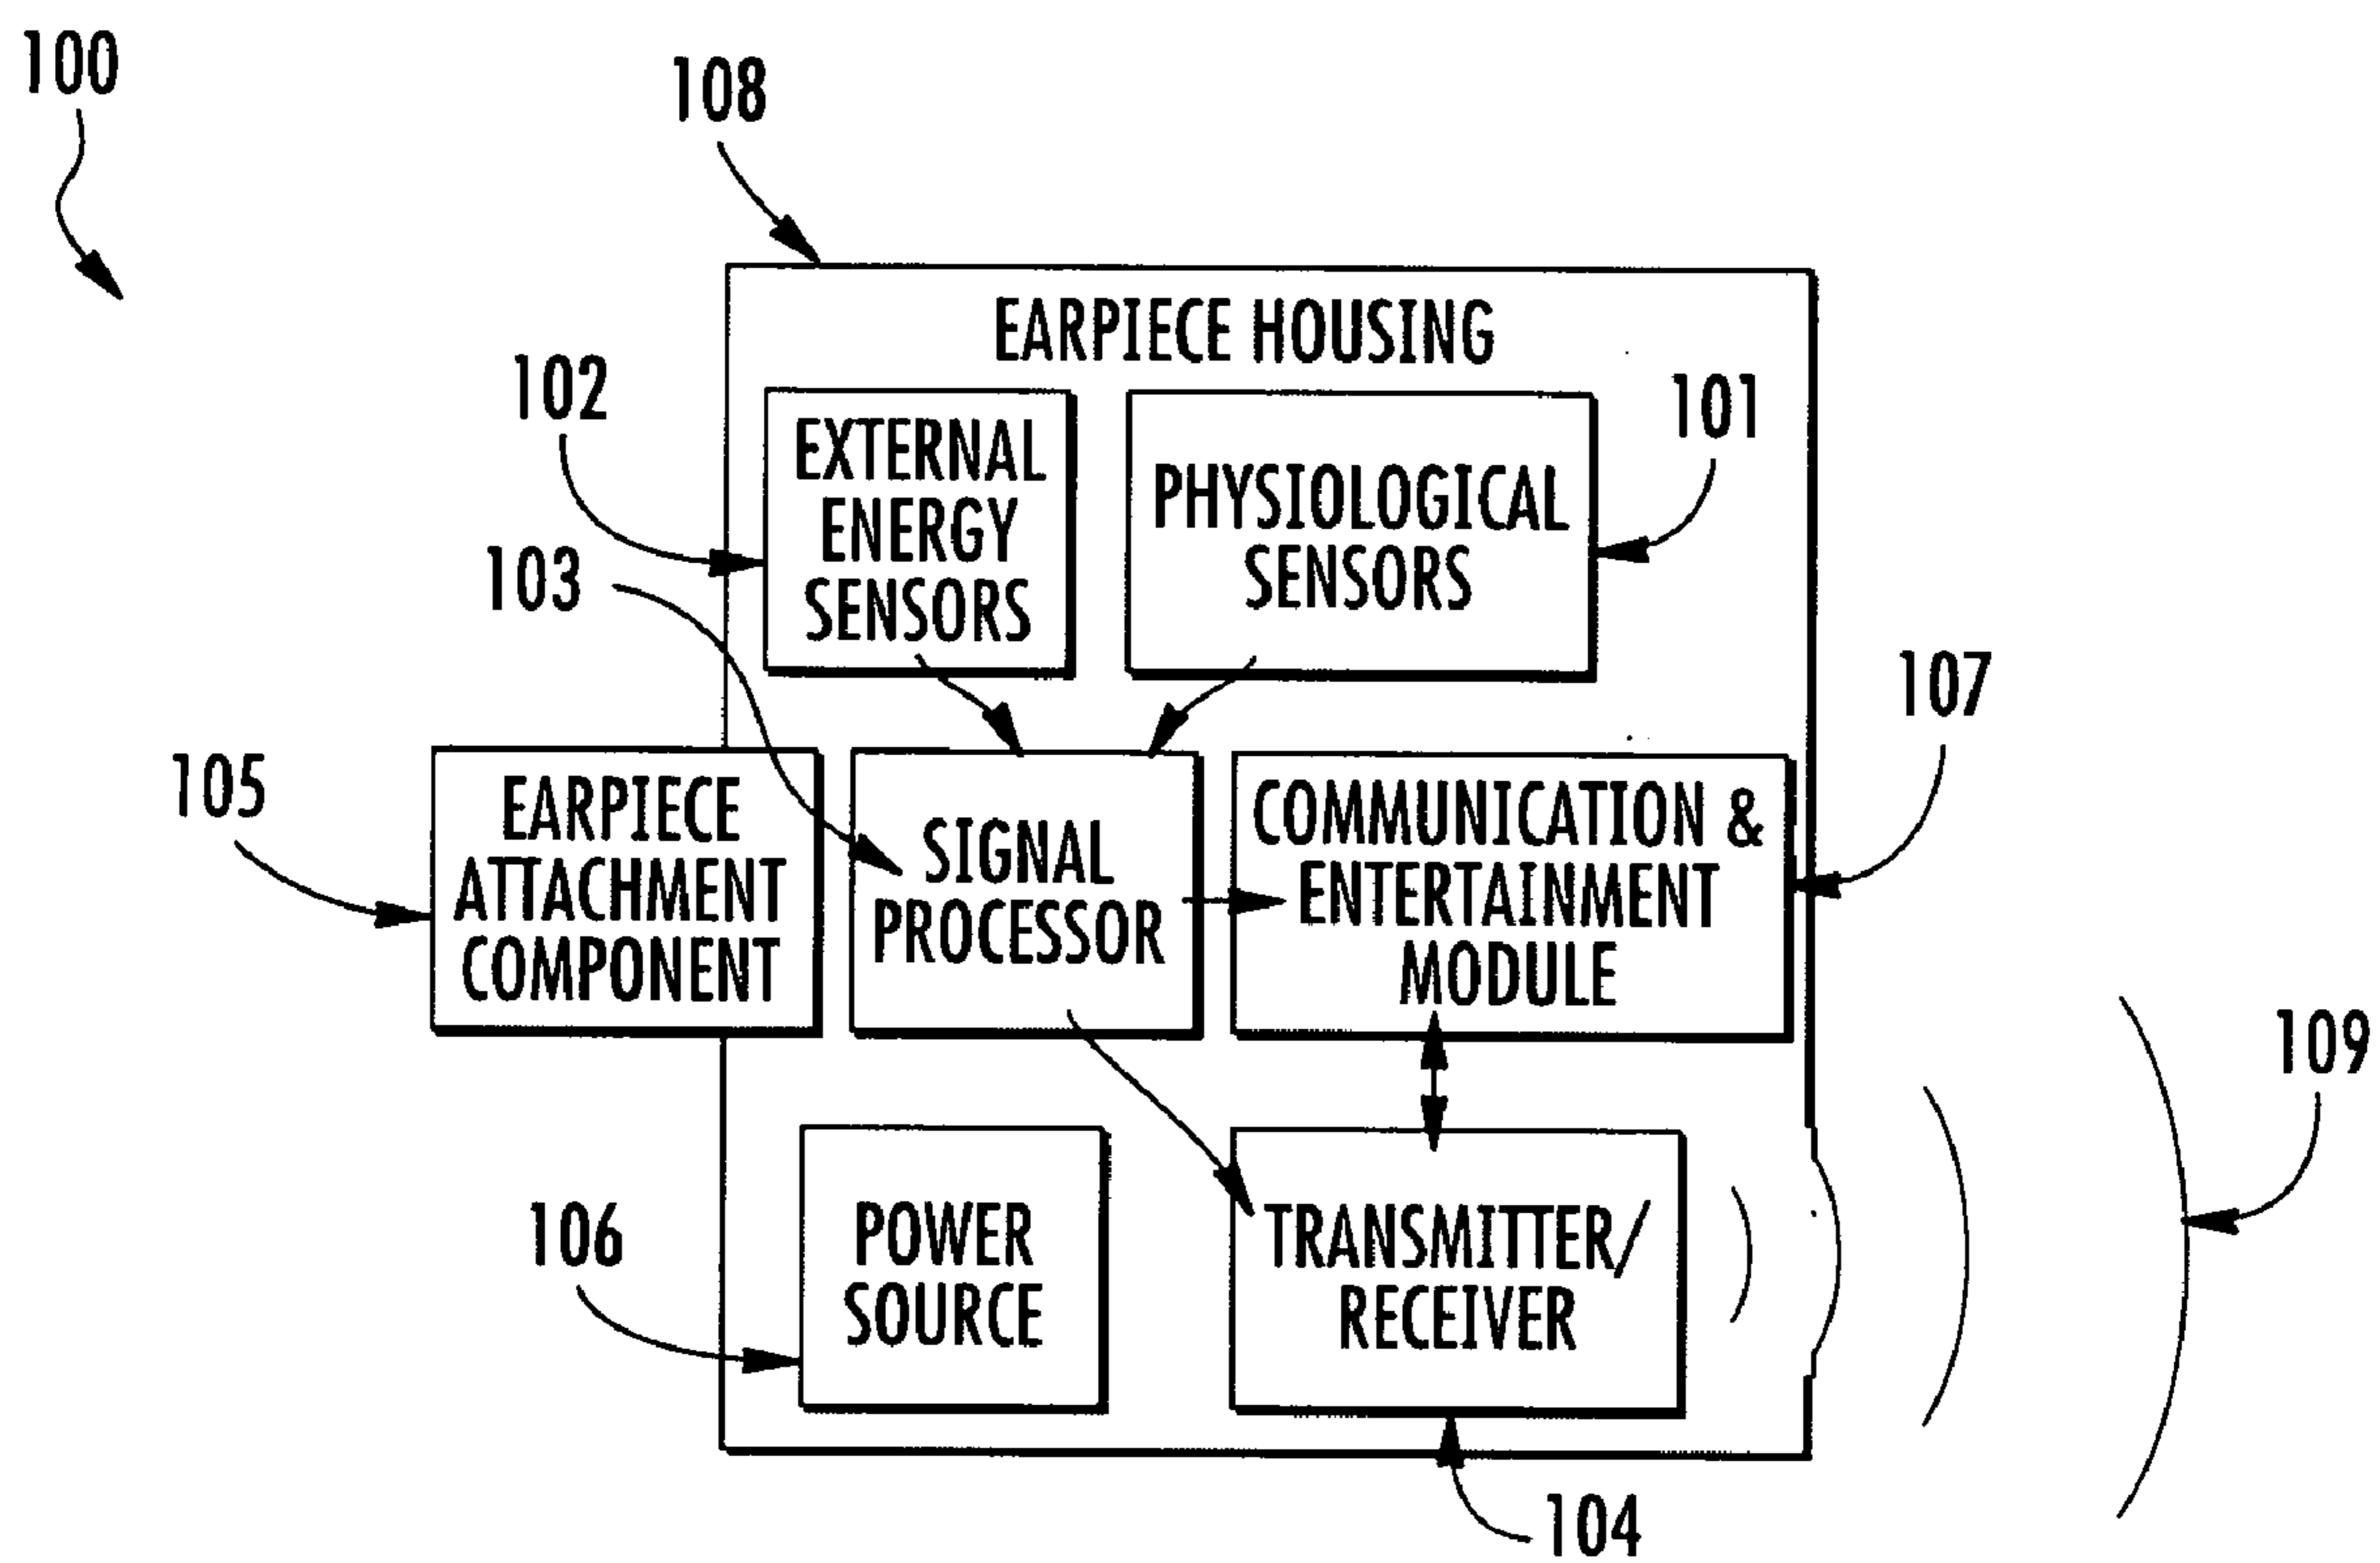 100
108
EARPIECE HOUSING
102
EXTERNAL
ENERGY
SENSORS
PHYSIOLOGICAL
SENSORS
101
103
107
105
EARPIECE
ATTACHMENT
COMPONENT
SIGNAL
PROCESSOR
COMMUNICATION &
ENTERTAINMENT
MODULE
109
106
POWER
SOURCE
TRANSMITTER/
RECEIVER
104